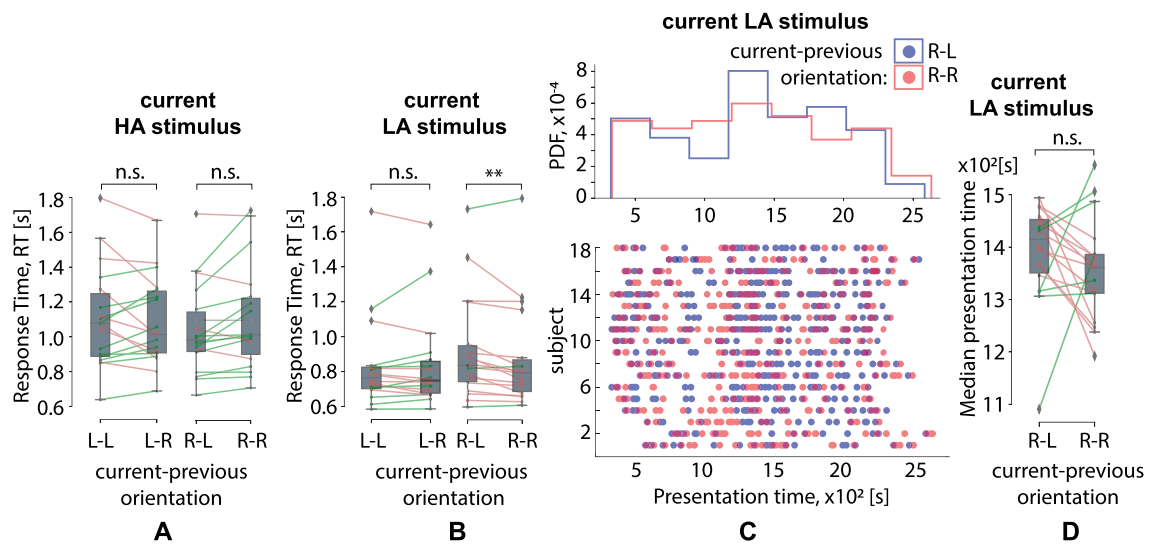 current
HA stimulus
n.s.
n.s.
Response Time, RT [s]
1.8
1.6
1.4
1.2
1.0
0.8
0.6
L-L
L-R
R-L
R-R
current-previous
orientation
A
current
LA stimulus
n.s.
**
Response Time, RT [s]
1.8
1.6
1.4
1.2
1.0
0.8
0.6
L-L
L-R
R-L
R-R
current-previous
orientation
B
current LA stimulus
current-previous
orientation:
R-L
R-R
PDF, x10⁻⁴
8
6
4
2
0
5
10
15
20
25
subject
18
14
10
6
2
5
10
15
20
25
Presentation time, x10² [s]
C
current
LA stimulus
n.s.
x10²[s]
Median presentation time
15
14
13
12
11
R-L
R-R
current-previous
orientation
D